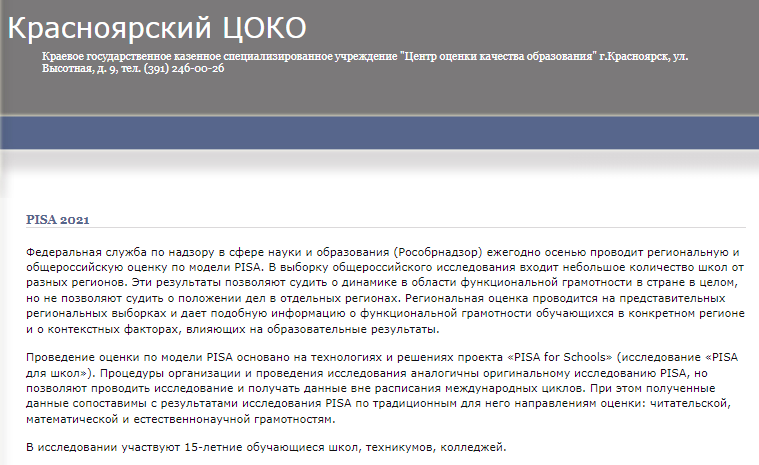 Красноярский ЦОКО
Краевое государственное казенное специализированное учреждение "Центр оценки качества образования" г.Красноярск, ул.
Высотная, д. 9, тел. (391) 246-00-26
PISA 2021
Федеральная служба по надзору в сфере науки и образования (Рособрнадзор) ежегодно осенью проводит региональную и
общероссийскую оценку по модели PISA. В выборку общероссийского исследования входит небольшое количество школ от
разных регионов. Эти результаты позволяют судить о динамике в области функциональной грамотности в стране в целом,
но не позволяют судить о положении дел в отдельных регионах. Региональная оценка проводится на представительных
региональных выборках и дает подобную информацию о функциональной грамотности обучающихся в конкретном регионе
и о контекстных факторах, влияющих на образовательные результаты.
Проведение оценки по модели PISA основано на технологиях и решениях проекта «PISA for Schools» (исследование «PISA
для школ»). Процедуры организации и проведения исследования аналогичны оригинальному исследованию PISA, но
позволяют проводить исследование и получать данные вне расписания международных циклов. При этом полученные
данные сопоставимы с результатами исследования PISA по традиционным для него направлениям оценки: читательской,
математической и естественнонаучной грамотностям.
В исследовании участвуют 15-летние обучающиеся школ, техникумов, колледжей.